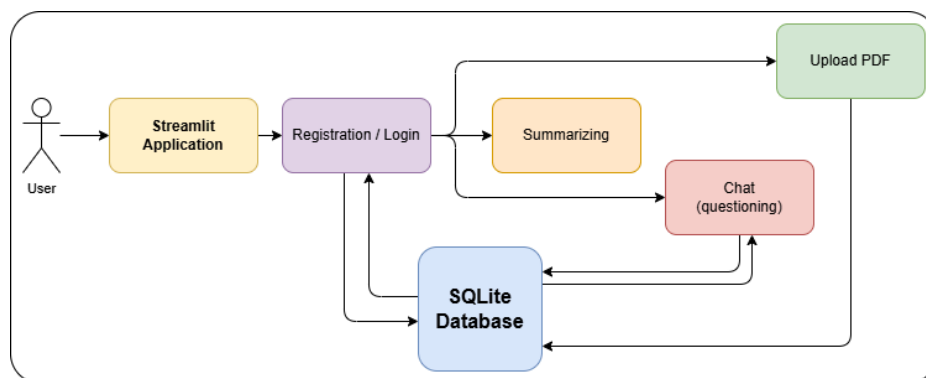 Upload PDF
Streamlit
Application
Registration / Login
Summarizing
User
Chat
(questioning)
SQLite
Database